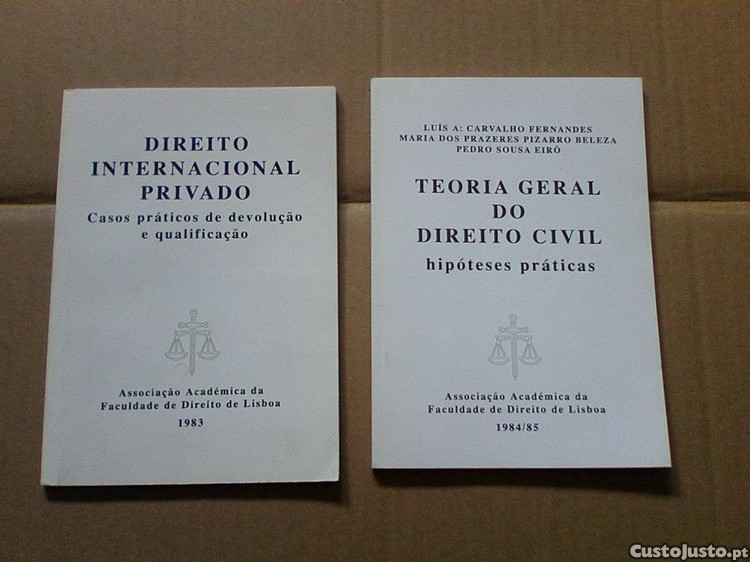 DIREITO
INTERNACIONAL
PRIVADO
Casos práticos de devolução
e qualificação
Associação Académica da
Faculdade de Direito de Lisboa
1983
LUÍS A: CARVALHO FERNANDES
MARIA DOS PRAZERES PIZARRO BELEZA
PEDRO SOUSA EIRÓ
TEORIA GERAL
DO
DIREITO CIVIL
hipóteses práticas
Associação Académica da
Faculdade de Direito de Lisboa
1984/85
CustoJusto.pt